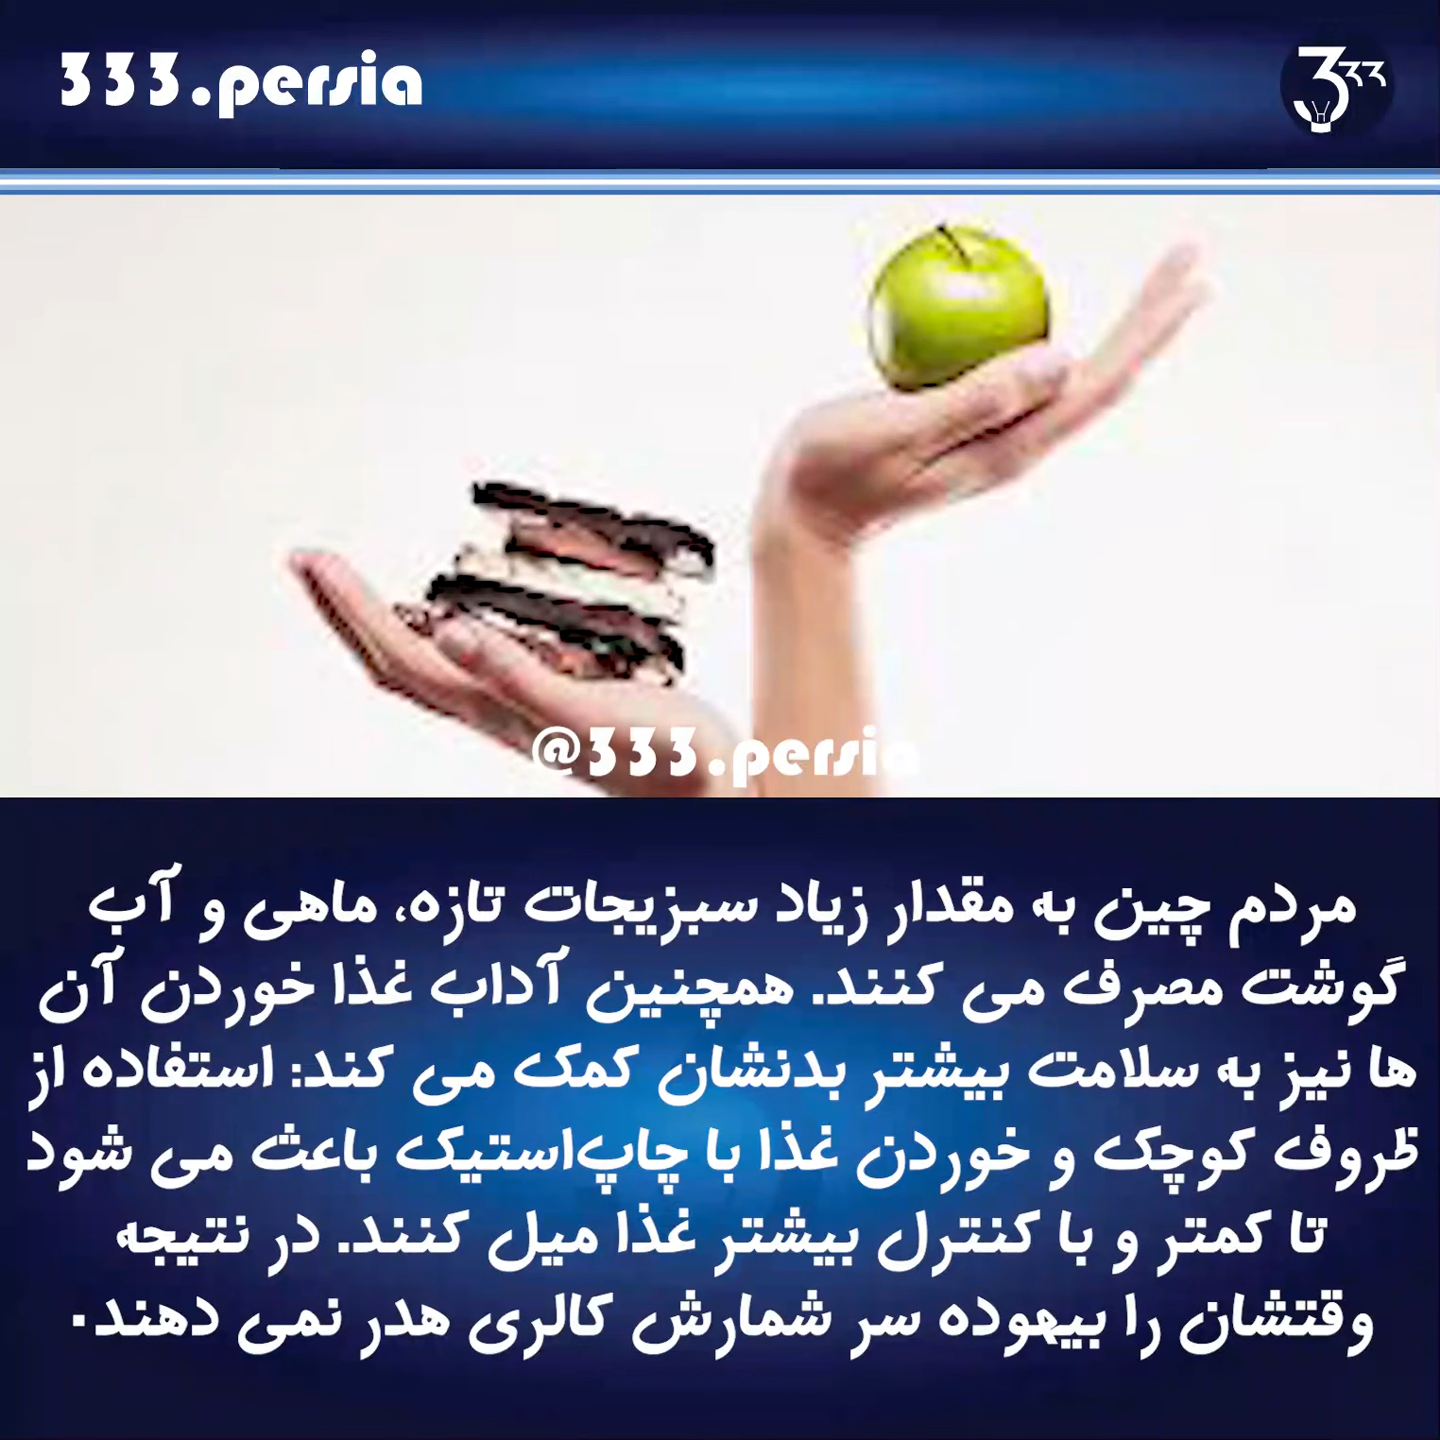 333.persia
333
@333.persia
مردم چین به مقدار زیاد سبزیجات تازه، ماهی و آب
گوشت مصرف می کنند. همچنین آداب غذا خوردن آن
ها نیز به سلامت بیشتر بدنشان کمک می کند: استفاده از
ظروف کوچک و خوردن غذا با چاپ‌استیک باعث می شود
تا کمتر و با کنترل بیشتر غذا میل کنند. در نتیجه
وقتشان را بیهوده سر شمارش کالری هدر نمی دهند.